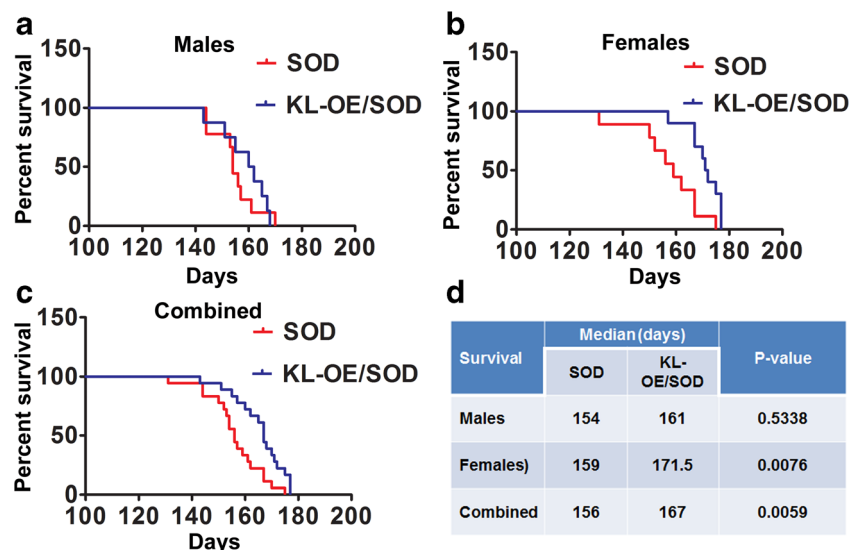 a
Males
150
100
50
0
Percent survival
SOD
KL-OE/SOD
100 120 140 160 180 200
Days
b
Females
150
100
50
0
Percent survival
SOD
KL-OE/SOD
100 120 140 160 180 200
Days
c
Combined
150
100
50
0
Percent survival
SOD
KL-OE/SOD
100 120 140 160 180 200
Days
d
Survival
Median (days)
P-value
SOD
KL-
OE/SOD
Males 154 161 0.5338
Females) 159 171.5 0.0076
Combined 156 167 0.0059